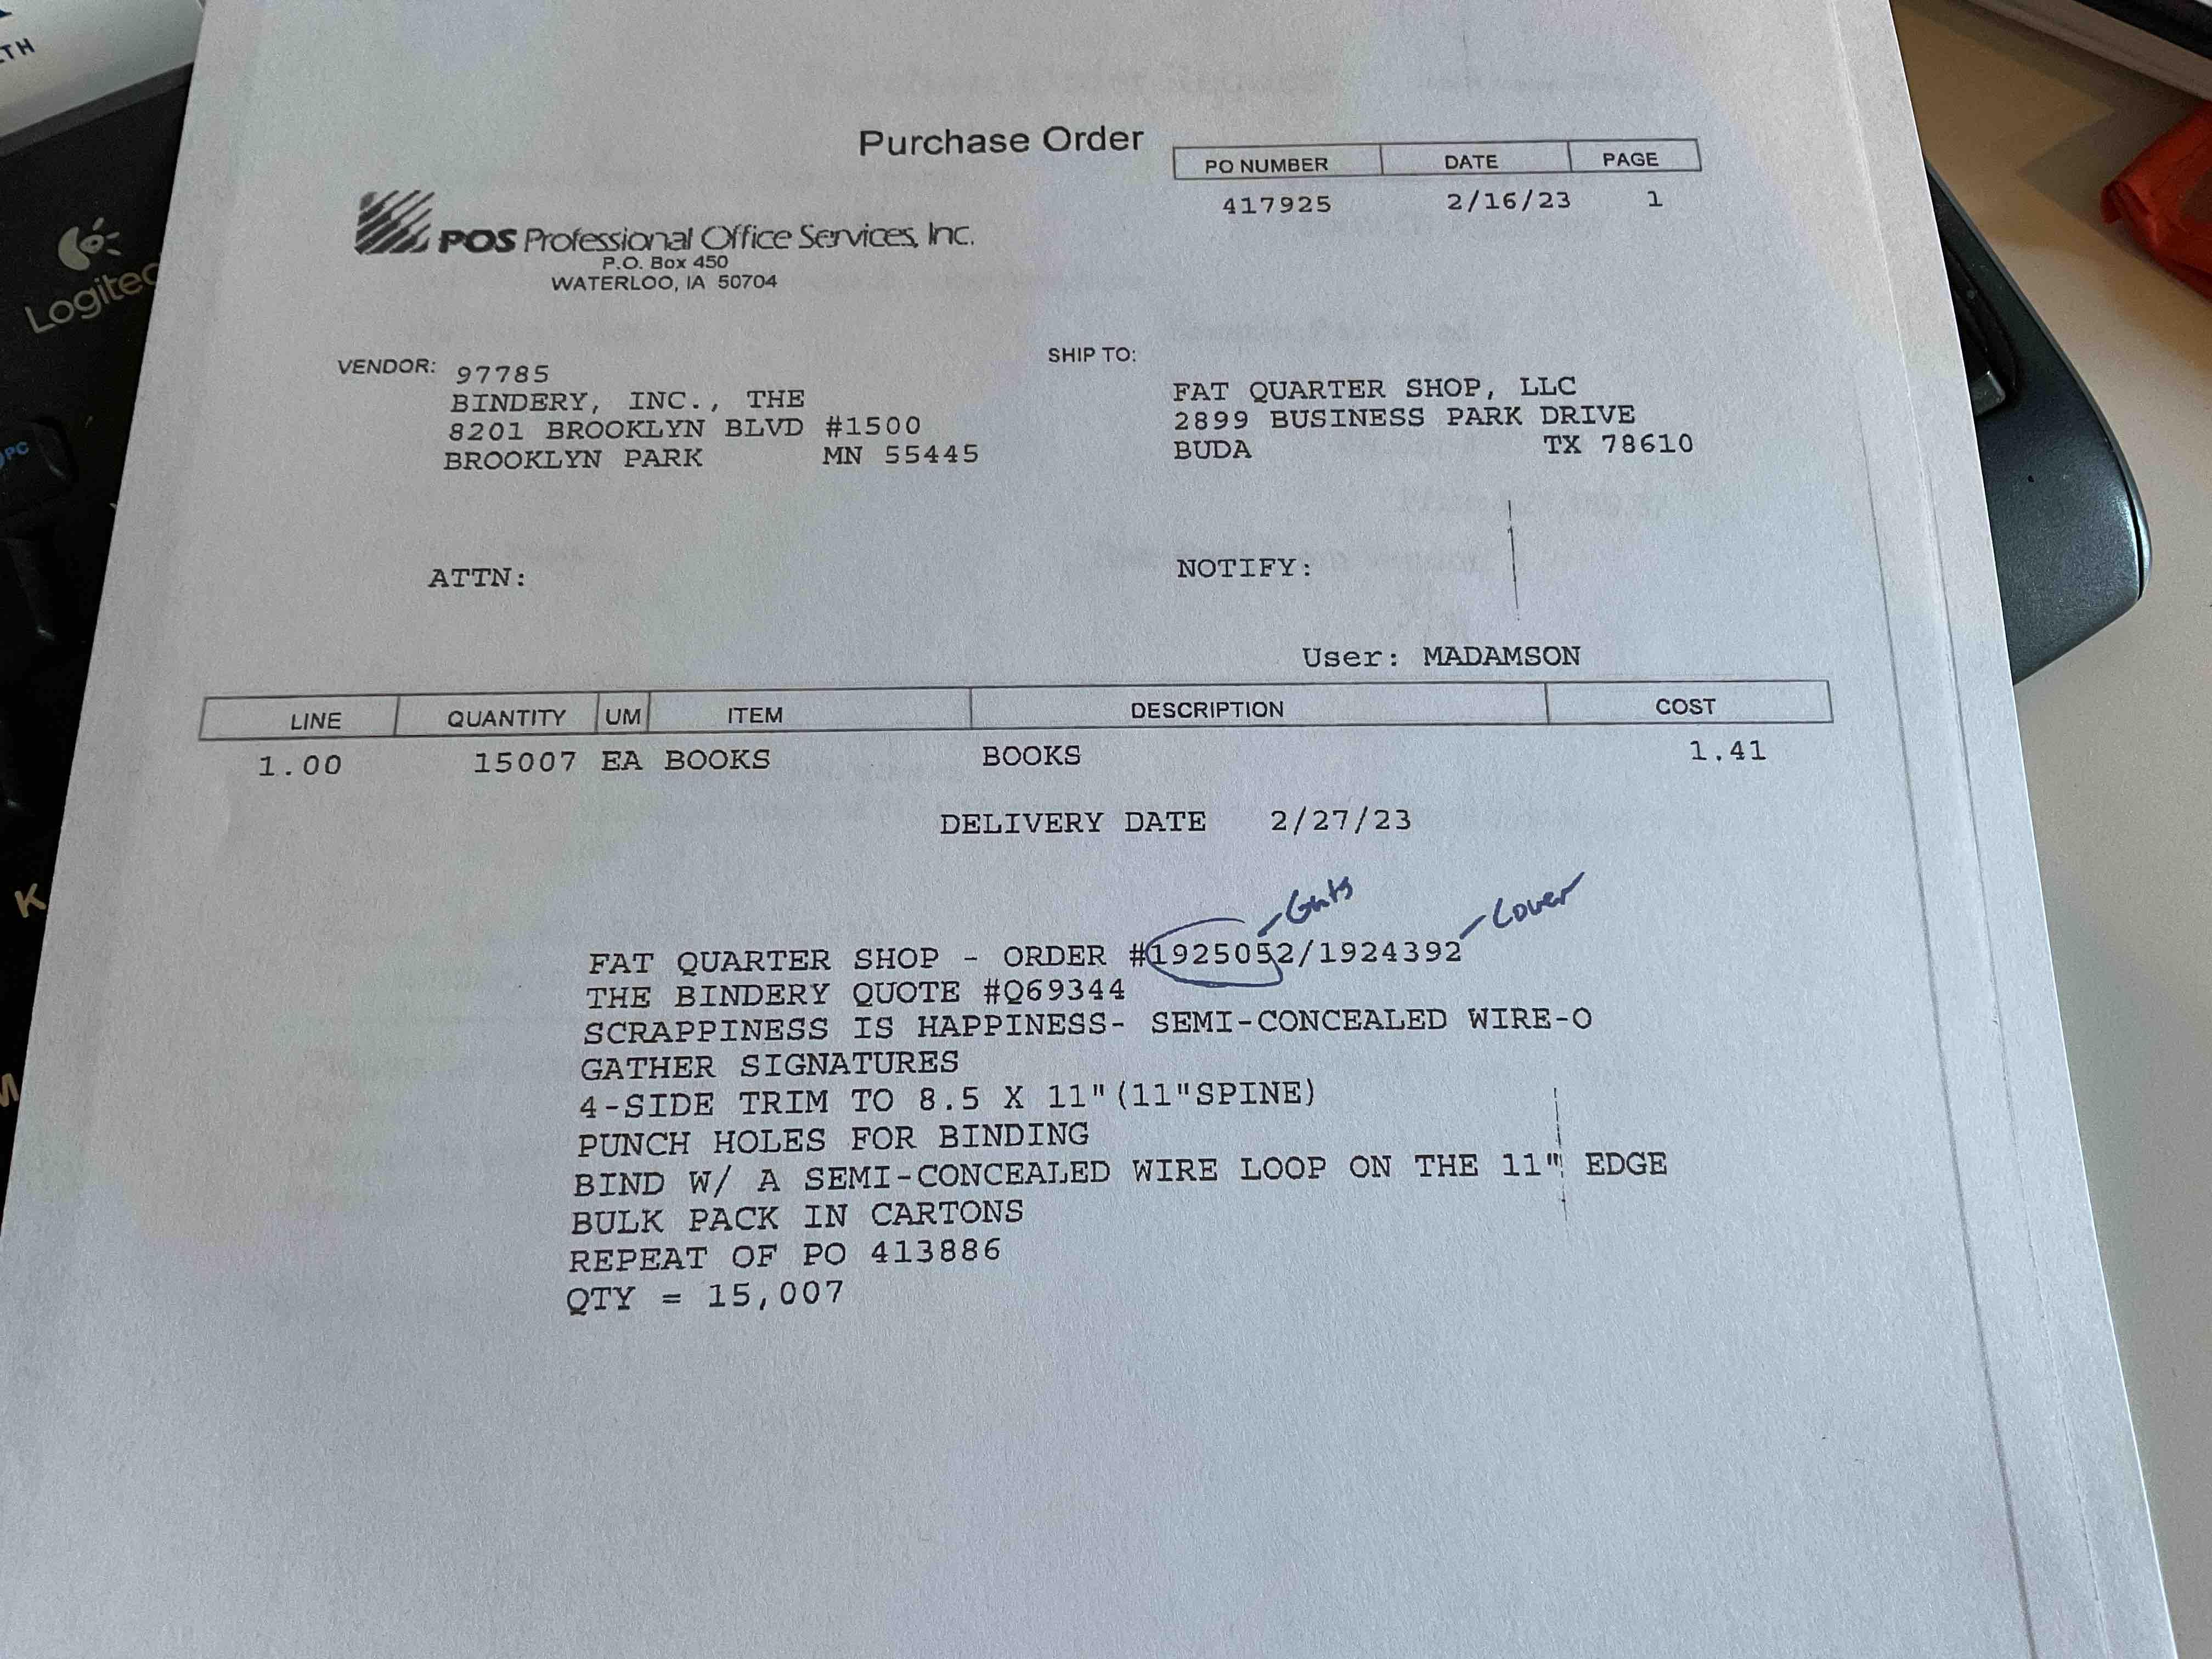 TH
Logitec
PC
K
M
Purchase Order
PO NUMBER DATE PAGE
417925 2/16/23 1
POS Professional Office Services, Inc.
P.O. Box 450
WATERLOO, IA 50704
VENDOR: 97785
BINDERY, INC., THE
8201 BROOKLYN BLVD #1500
BROOKLYN PARK MN 55445
SHIP TO:
FAT QUARTER SHOP, LLC
2899 BUSINESS PARK DRIVE
BUDA TX 78610
ATTN:
NOTIFY:
User: MADAMSON
LINE QUANTITY UM ITEM DESCRIPTION COST
1.00 15007 EA BOOKS BOOKS 1.41
DELIVERY DATE 2/27/23
Guts Cover
FAT QUARTER SHOP - ORDER #1925052/1924392
THE BINDERY QUOTE #Q69344
SCRAPPINESS IS HAPPINESS- SEMI-CONCEALED WIRE-O
GATHER SIGNATURES
4-SIDE TRIM TO 8.5 X 11"(11"SPINE)
PUNCH HOLES FOR BINDING
BIND W/ A SEMI-CONCEALED WIRE LOOP ON THE 11" EDGE
BULK PACK IN CARTONS
REPEAT OF PO 413886
QTY = 15,007